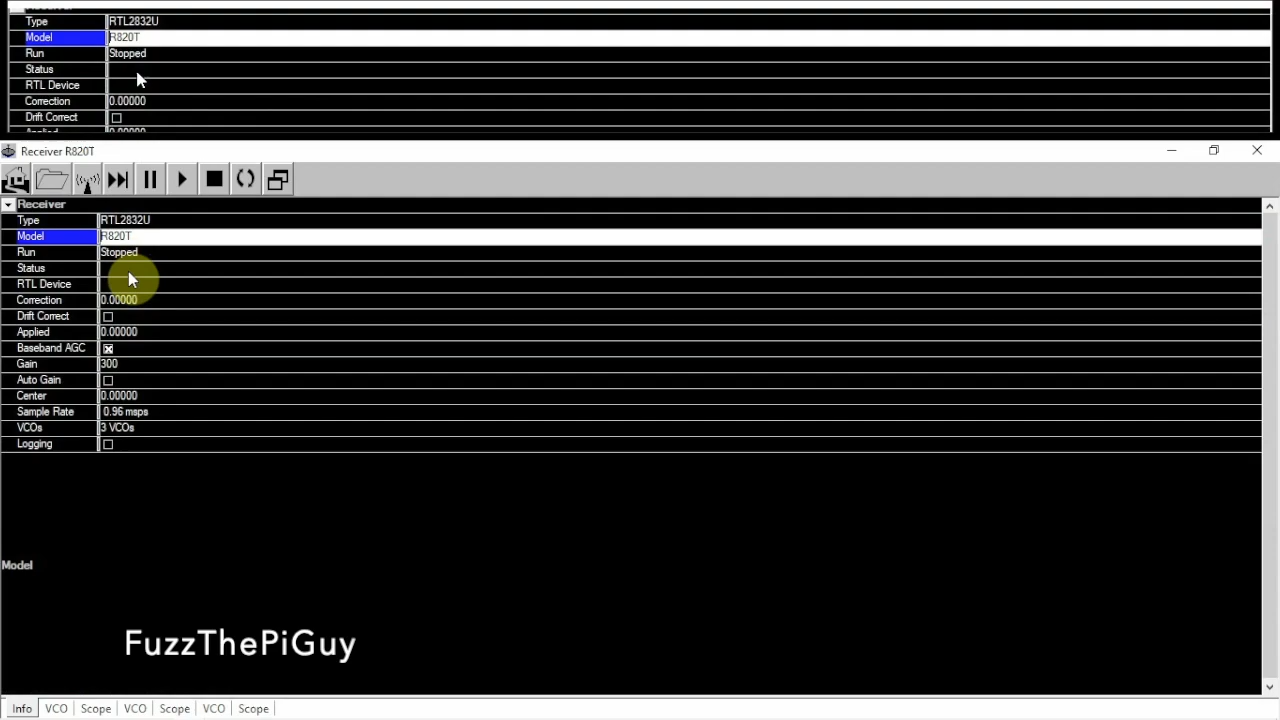 Type RTL2832U
Model R820T
Run Stopped
Status
RTL Device
Correction 0.00000
Drift Correct
Applied 0.00000
Receiver R820T
Receiver
Type RTL2832U
Model R820T
Run Stopped
Status
RTL Device
Correction 0.00000
Drift Correct
Applied 0.00000
Baseband AGC
Gain 300
Auto Gain
Center 0.00000
Sample Rate 0.96 msps
VCOs 3 VCOs
Logging
Model
FuzzThePiGuy
Info VCO Scope VCO Scope VCO Scope